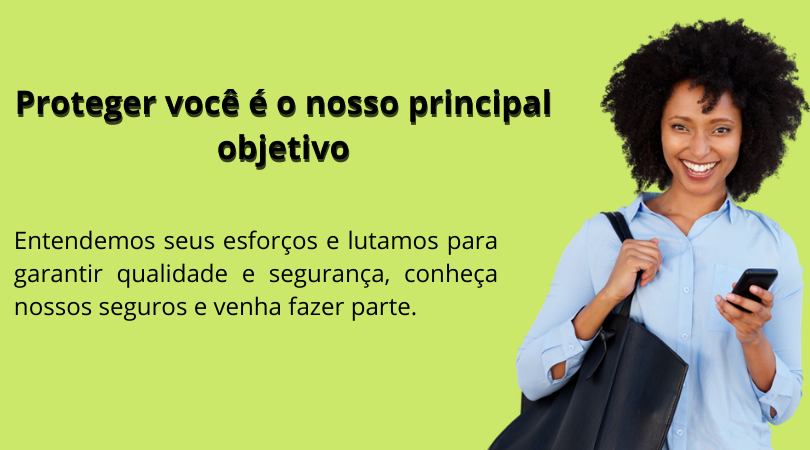 Proteger você é o nosso principal
objetivo
Entendemos seus esforços e lutamos para
garantir qualidade e segurança, conheça
nossos seguros e venha fazer parte.